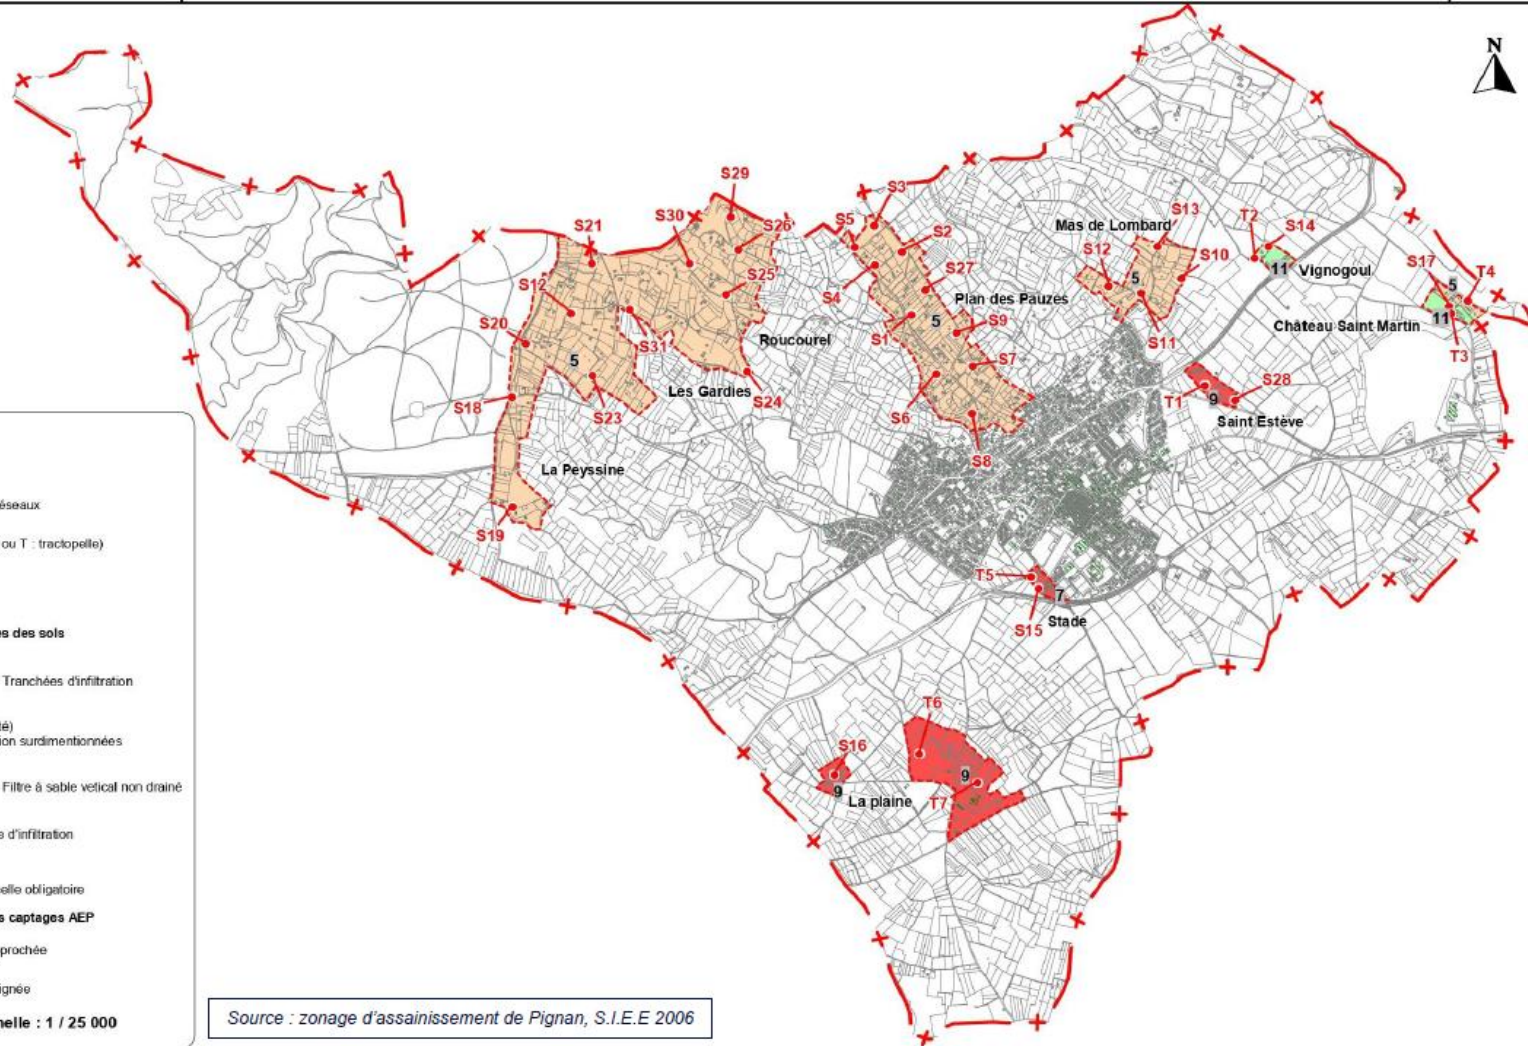 N
S29
S3
S21
S30
S5
S13
S26
S2
Mas de Lombard
T2
S14
S12
S10
S17
T4
S27
11
Vignogoul
S25
S12
S4
5
5
Plan des Pauzes
5
11
Château Saint Martin
S20
S1
S9
S11
T3
Roucourel
S31
5
S7
Les Gardies
S24
S28
S18
S23
S6
T1
9
Saint Estève
S8
La Peyssine
S19
éseaux
ou T : tractopelle)
T5
7
S15
Stade
es des sols
Tranchées d'infiltration
té)
ion surdimentionnées
T6
S16
9
Filtre à sable vetical non drainé
9
La plaine
T7
e d'infiltration
elle obligatoire
s captages AEP
prochée
ignée
helle : 1 / 25 000
Source : zonage d'assainissement de Pignan, S.I.E.E 2006